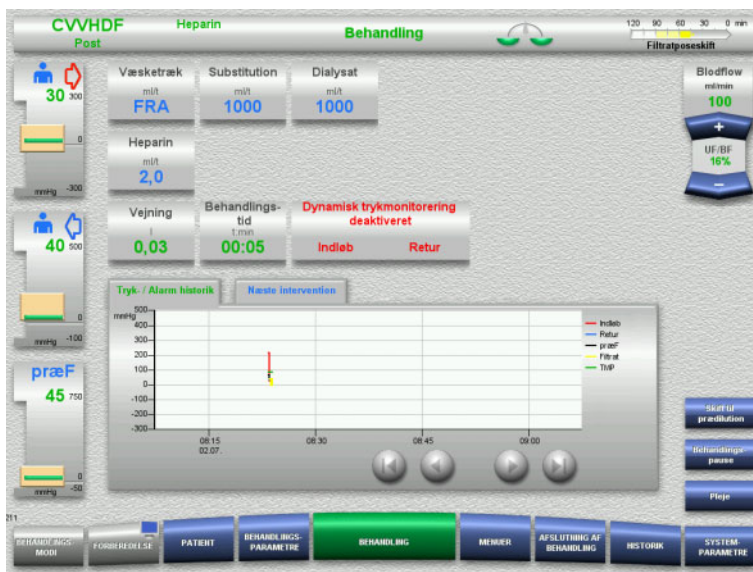 CVVHDF
Post
Heparin
Behandling
120 90 60 30 0 min
Filtratposeskift
30
300
0
mmHg
-300
Væsketræk
ml/t
FRA
Substitution
ml/t
1000
Dialysat
ml/t
1000
Blodflow
ml/min
100
+
UF/BF
16%
–
Heparin
ml/t
2,0
40
500
0
mmHg
-100
Vejning
l
0,03
Behandlings-
tid
t:min
00:05
Dynamisk trykmonitorering
deaktiveret
Indløb Retur
Tryk- / Alarm historik
Næste intervention
mmHg
500
400
300
200
100
0
-100
-200
-300
08:15
02.07.
08:30
08:45
09:00
Indløb
Retur
præF
Filtrat
TMP
præF
45
750
0
mmHg
-50
Skift til
prædilution
Behandlings-
pause
Pleje
211
BEHANDLINGS-
MODI
FORBEREDELSE
PATIENT
BEHANDLINGS-
PARAMETRE
BEHANDLING
MENUER
AFSLUTNING AF
BEHANDLING
HISTORIK
SYSTEM-
PARAMETRE